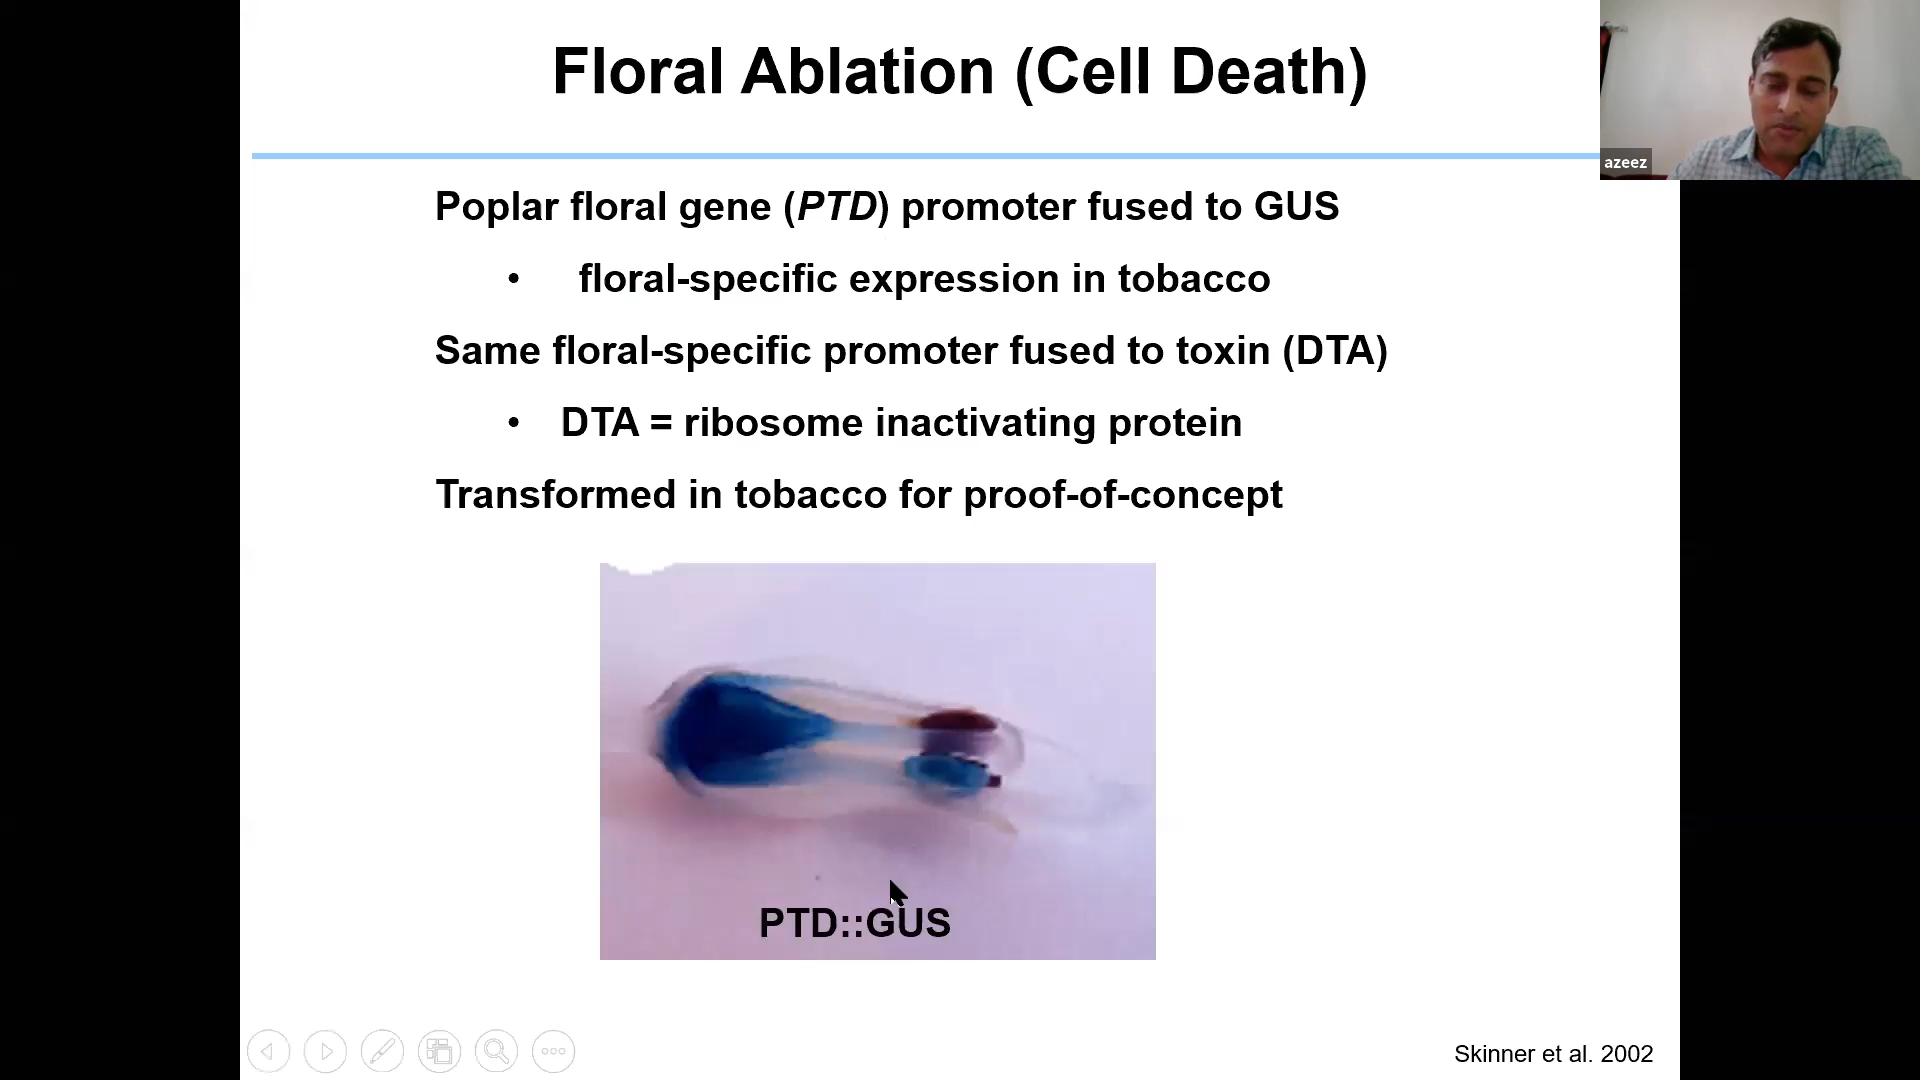 Floral Ablation (Cell Death)
azeez
Poplar floral gene (PTD) promoter fused to GUS
• floral-specific expression in tobacco
Same floral-specific promoter fused to toxin (DTA)
• DTA = ribosome inactivating protein
Transformed in tobacco for proof-of-concept
PTD::GUS
Skinner et al. 2002